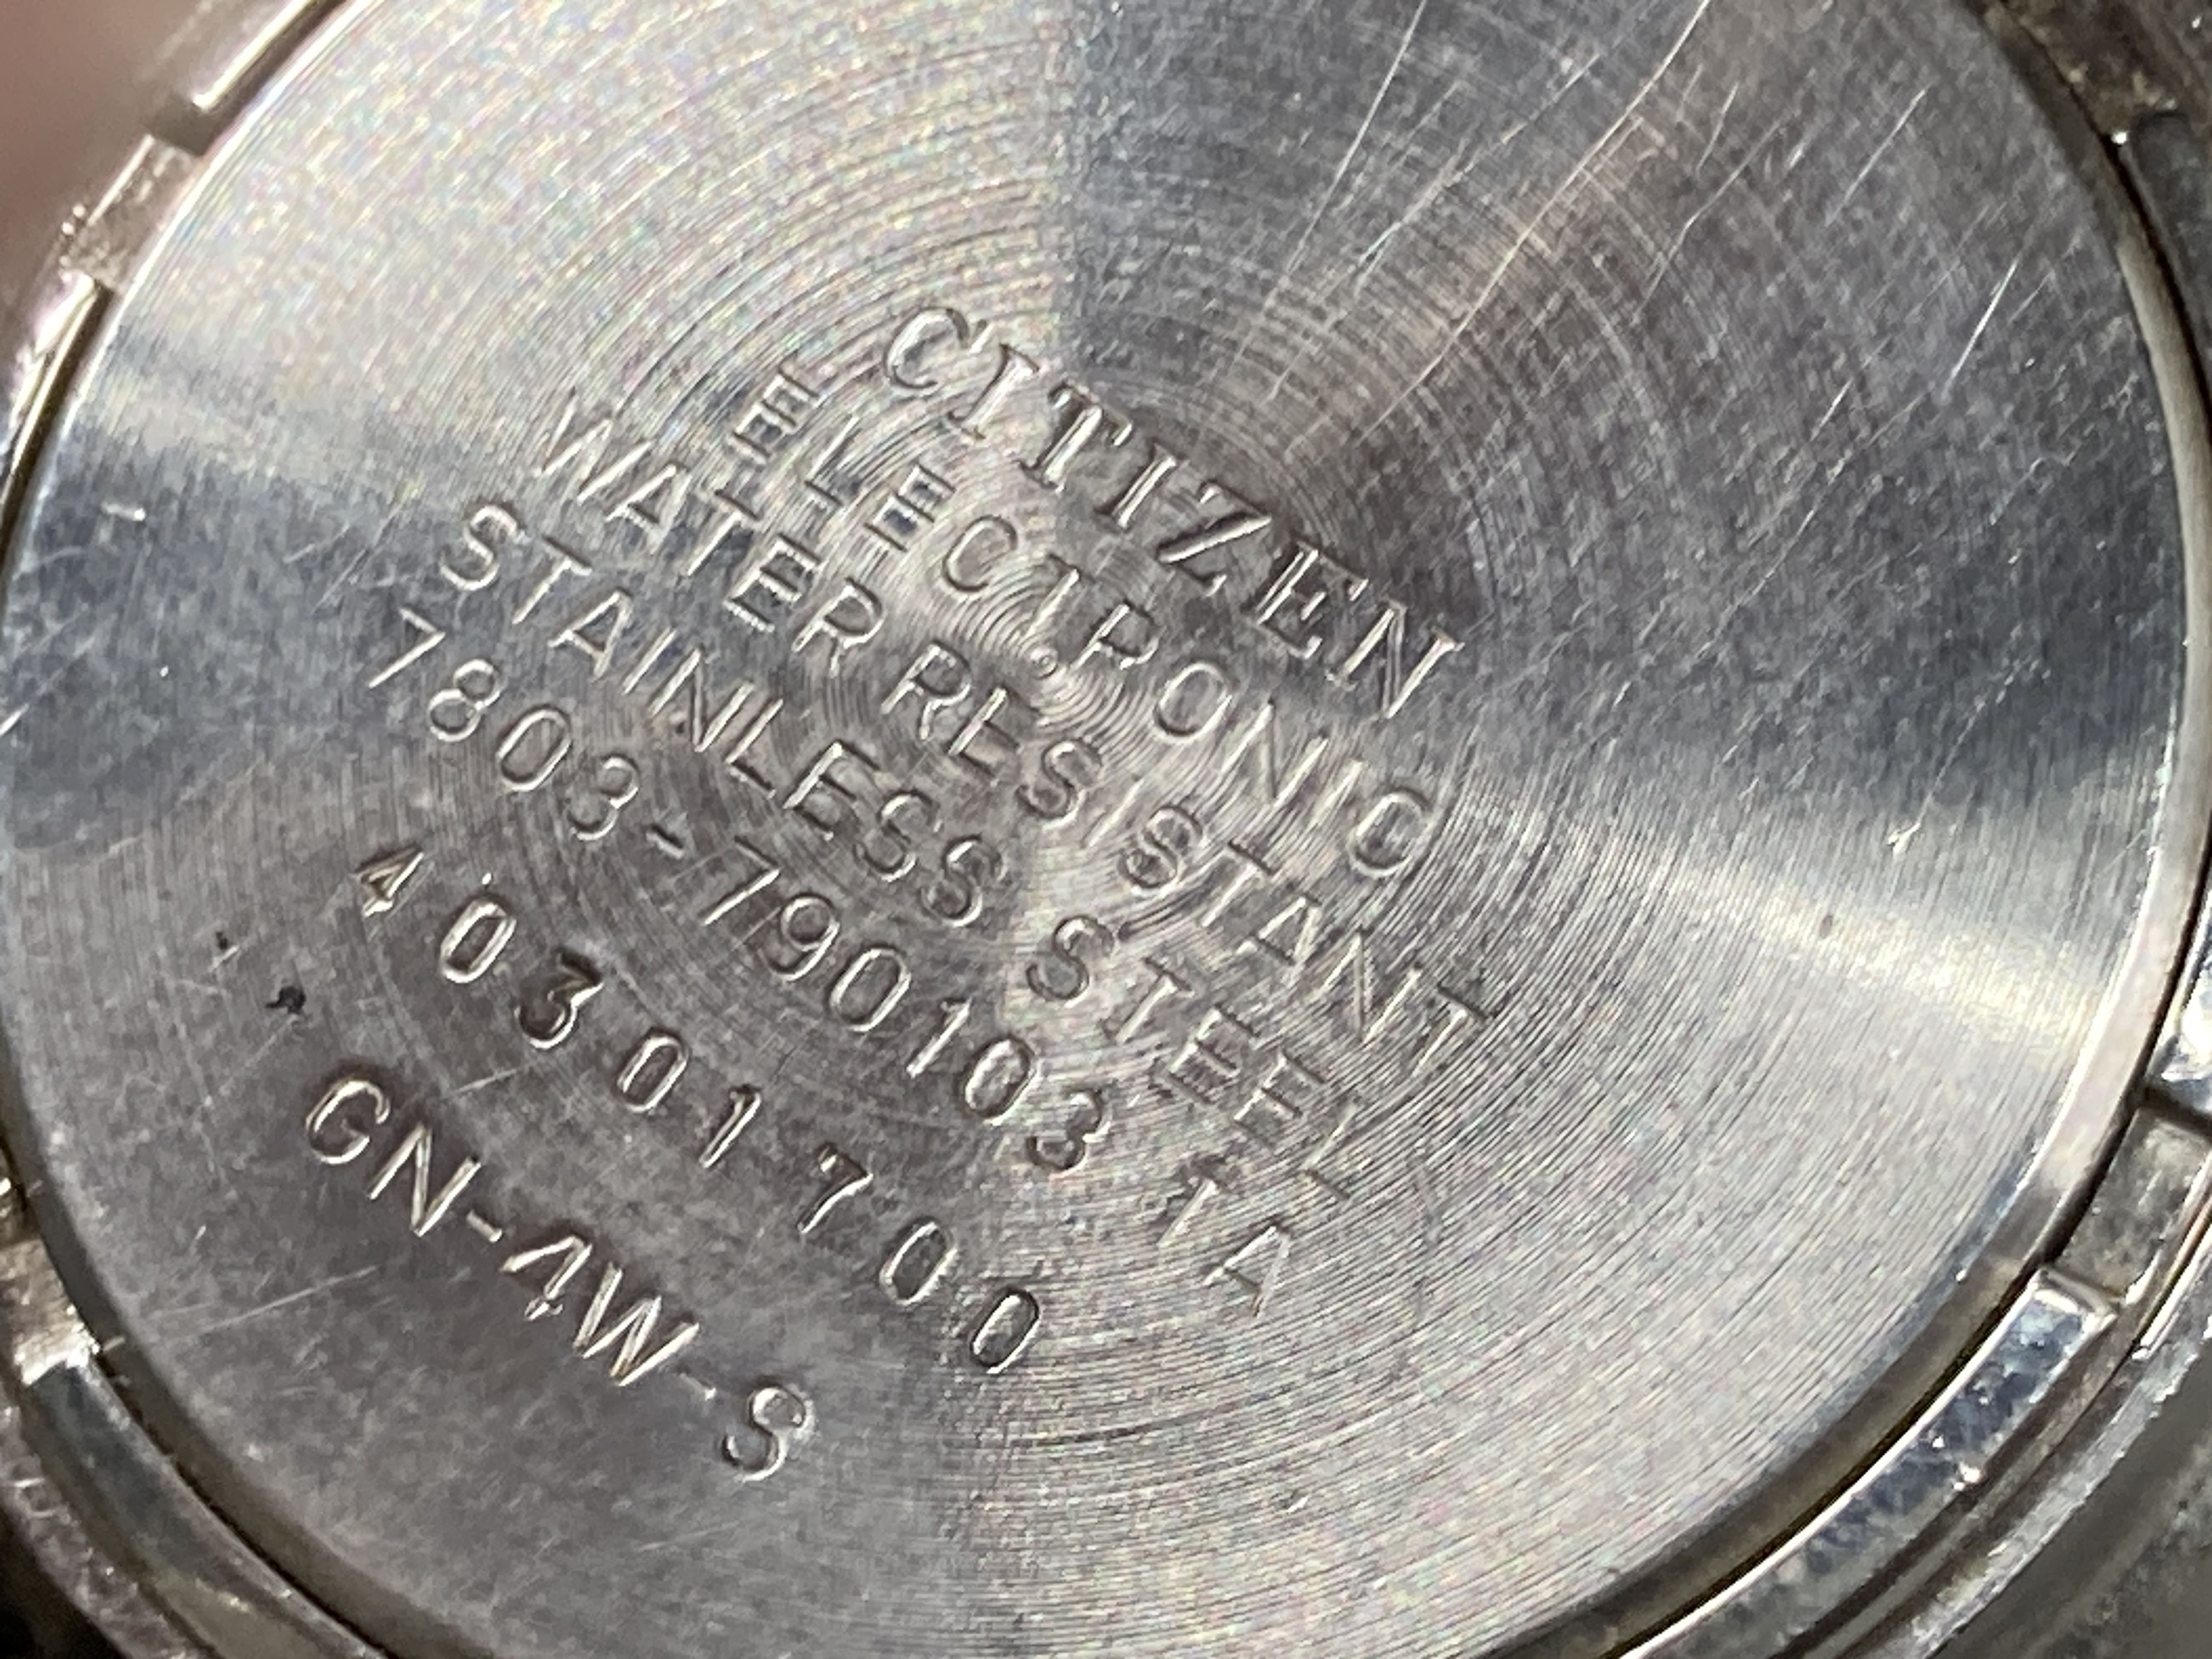 CITIZEN
ELECTRONIC
WATER RESISTANT
STAINLESS STEEL
7803-790103 TA
40301700
GN-4W-S